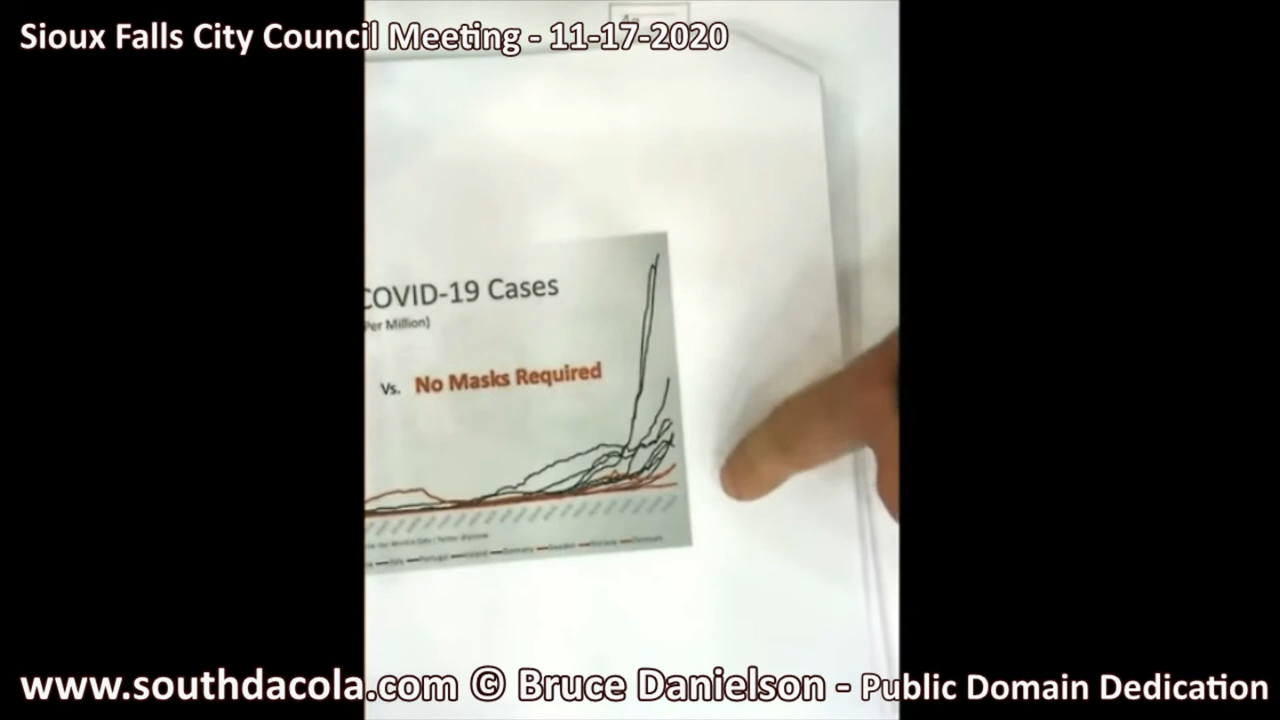 Sioux Falls City Council Meeting - 11-17-2020
COVID-19 Cases
Per Million)
Vs. No Masks Required
www.southdacola.com © Bruce Danielson - Public Domain Dedication